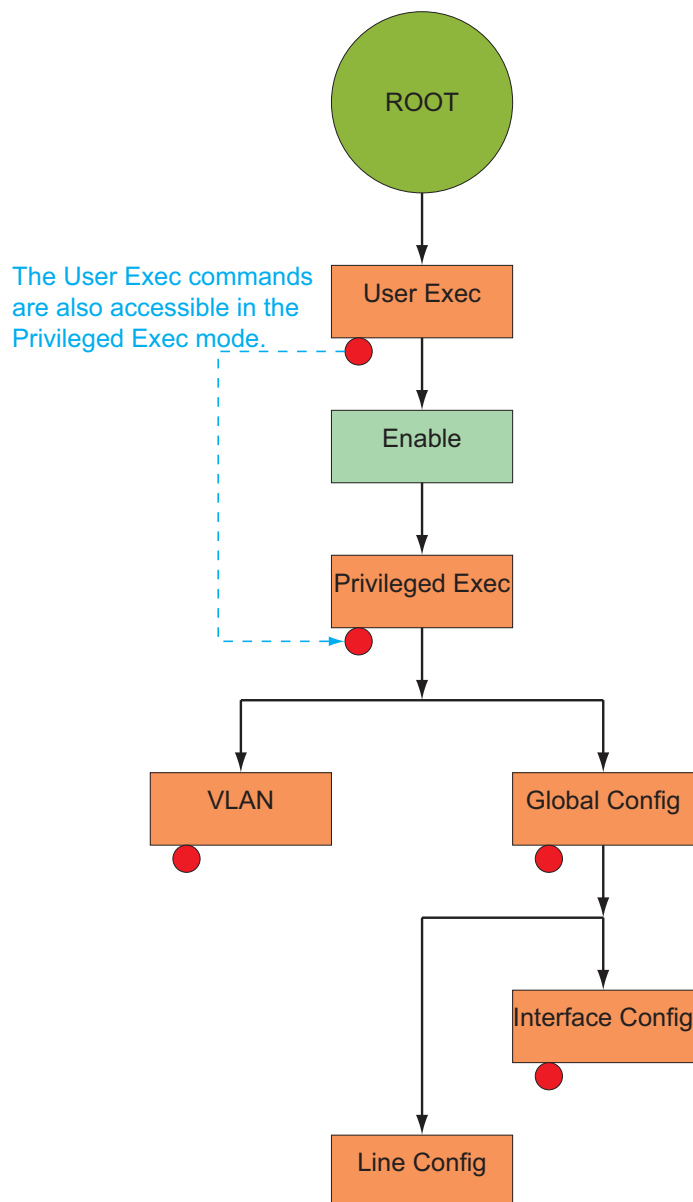 ROOT
User Exec
The User Exec commands
are also accessible in the
Privileged Exec mode.
Enable
Privileged Exec
VLAN
Global Config
Interface Config
Line Config